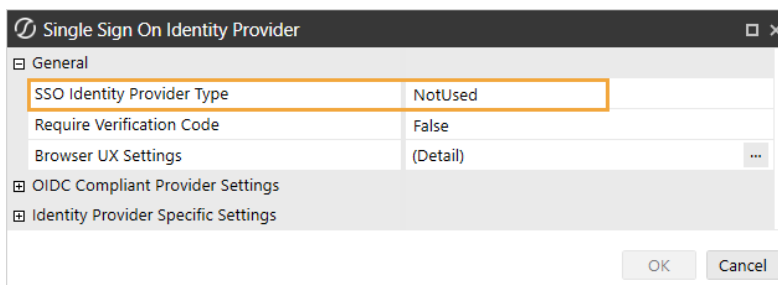 Single Sign On Identity Provider
General
SSO Identity Provider Type NotUsed
Require Verification Code False
Browser UX Settings (Detail) ...
OIDC Compliant Provider Settings
Identity Provider Specific Settings
OK Cancel